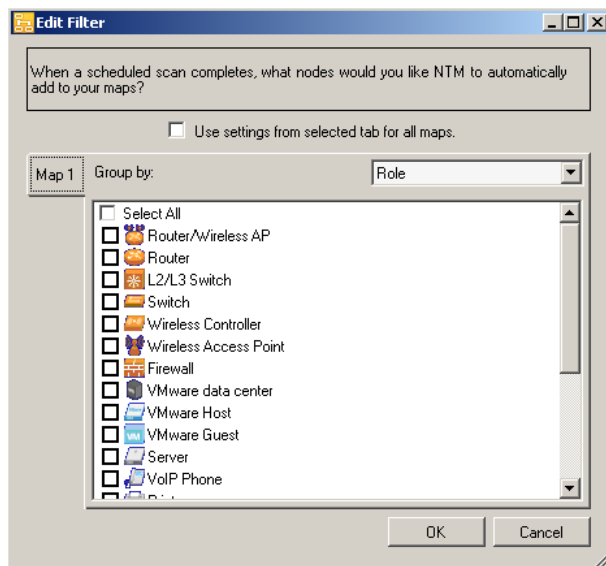 Edit Filter
When a scheduled scan completes, what nodes would you like NTM to automatically
add to your maps?
Use settings from selected tab for all maps.
Map 1
Group by:
Role
Select All
Router/Wireless AP
Router
L2/L3 Switch
Switch
Wireless Controller
Wireless Access Point
Firewall
VMware data center
VMware Host
VM VMware Guest
Server
VoIP Phone
OK
Cancel